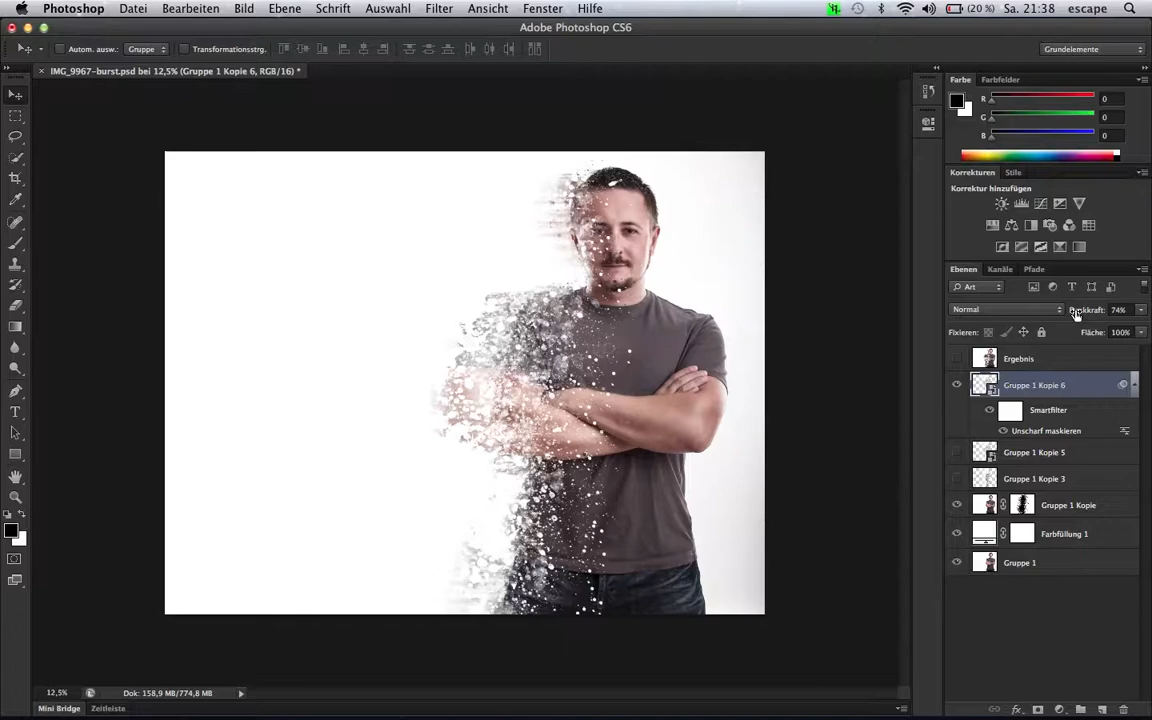 Photoshop Datei Bearbeiten Bild Ebene Schrift Auswahl Filter Ansicht Fenster Hilfe (20 %) Sa. 21:38 escape
Adobe Photoshop CS6
Autom. ausw.: Gruppe Transformationsstrg. Grundelemente
IMG_9967-burst.psd bei 12,5% (Gruppe 1 Kopie 6, RGB/16) *
Farbe Farbfelder
R 0
G 0
B 0
Korrekturen Stile
Korrektur hinzufügen
Ebenen Kanäle Pfade
Art
Normal 74%
Fixieren: Fläche: 100%
Ergebnis
Gruppe 1 Kopie 6
Smartfilter
Unscharf maskieren
Gruppe 1 Kopie 5
Gruppe 1 Kopie 3
Gruppe 1 Kopie
Farbfüllung 1
Gruppe 1
12,5% Dok: 158,9 MB/774,8 MB
Mini Bridge Zeitleiste